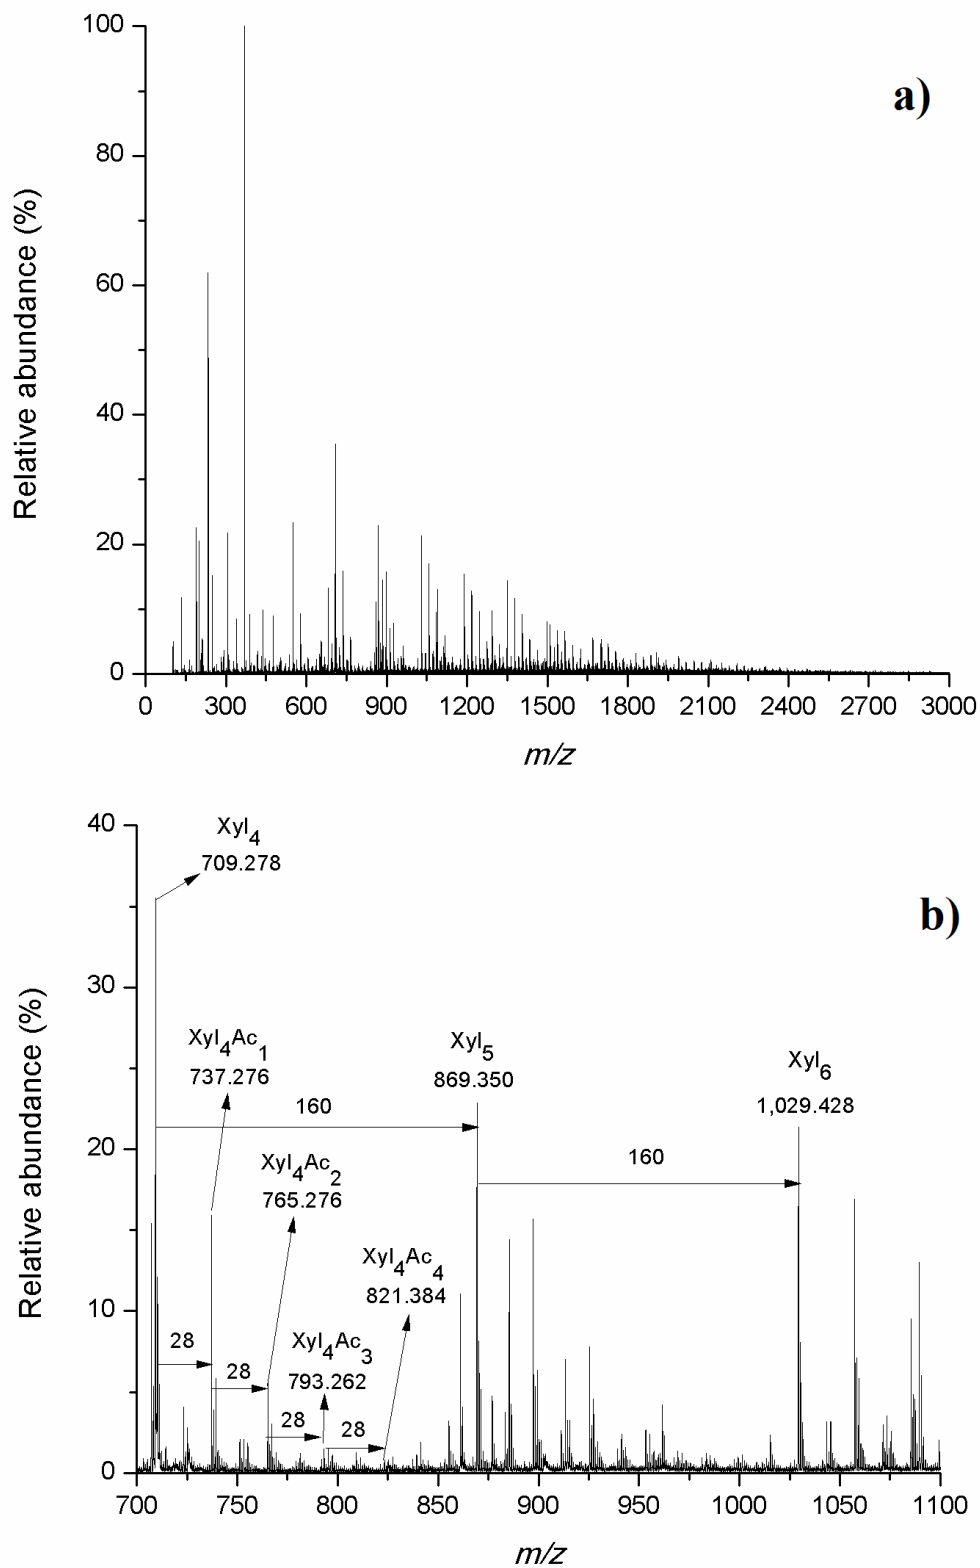 a)
Relative abundance (%)
100
80
60
40
20
0
0 300 600 900 1200 1500 1800 2100 2400 2700 3000
m/z
b)
Relative abundance (%)
40
30
20
10
0
Xyl4
709.278
Xyl4Ac1
737.276
160
Xyl5
869.350
Xyl6
1,029.428
160
Xyl4Ac2
765.276
Xyl4Ac4
821.384
Xyl4Ac3
793.262
28
28
28
28
700 750 800 850 900 950 1000 1050 1100
m/z